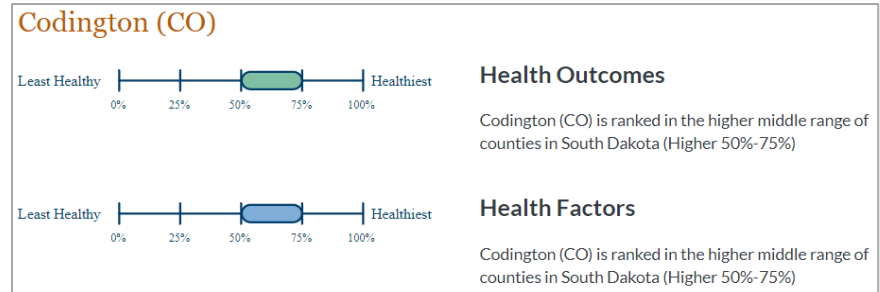 Codington (CO)
Least Healthy
Healthiest
0%
25%
50%
75%
100%
Health Outcomes
Codington (CO) is ranked in the higher middle range of
counties in South Dakota (Higher 50%-75%)
Least Healthy
Healthiest
0%
25%
50%
75%
100%
Health Factors
Codington (CO) is ranked in the higher middle range of
counties in South Dakota (Higher 50%-75%)